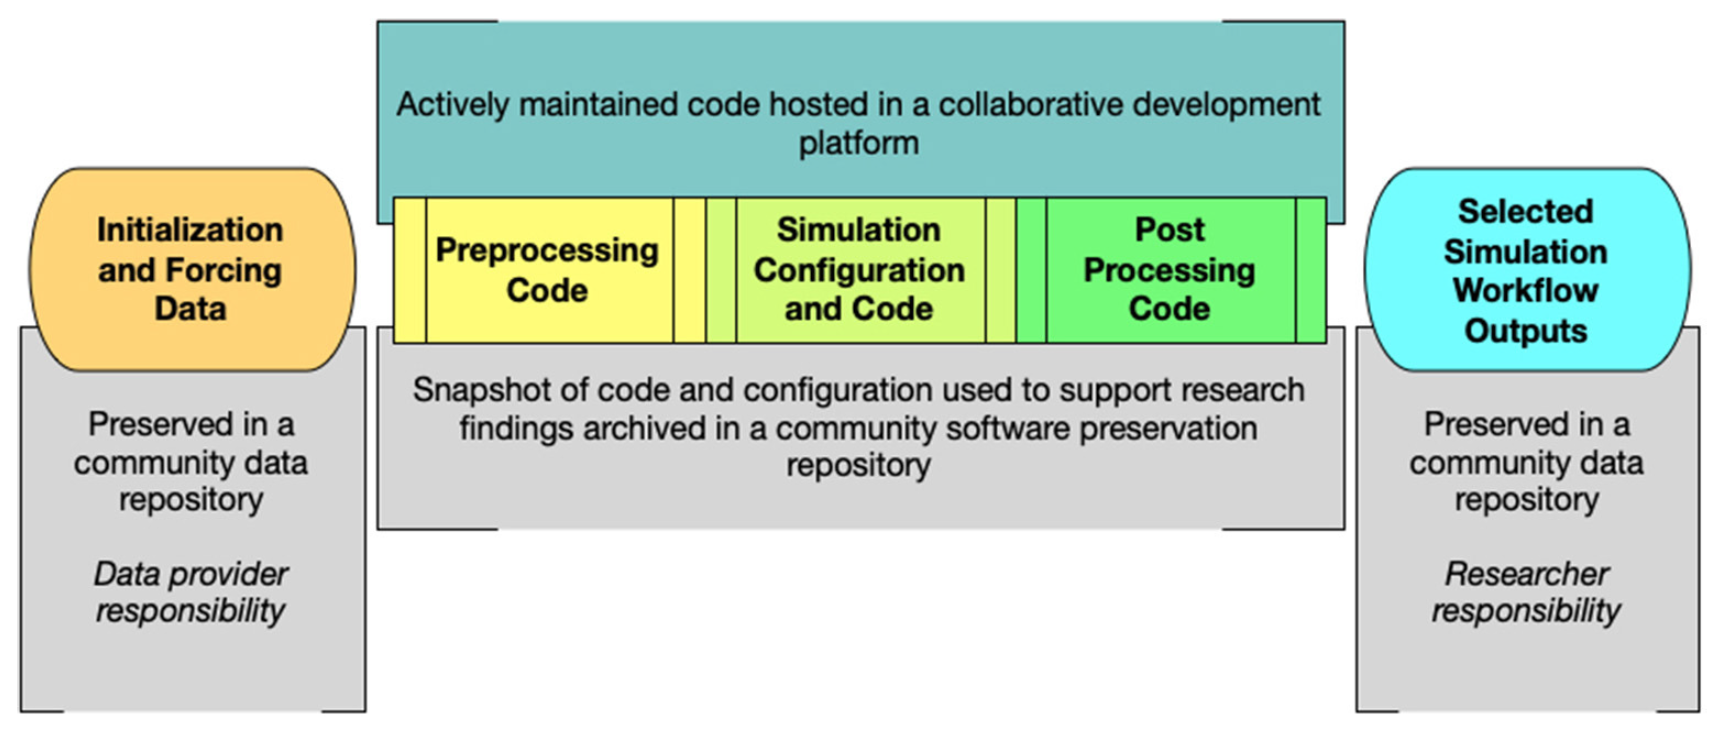 Actively maintained code hosted in a collaborative development
platform
Initialization
and Forcing
Data
Preprocessing
Code
Simulation
Configuration
and Code
Post
Processing
Code
Selected
Simulation
Workflow
Outputs
Preserved in a
community data
repository
Data provider
responsibility
Snapshot of code and configuration used to support research
findings archived in a community software preservation
repository
Preserved in a
community data
repository
Researcher
responsibility